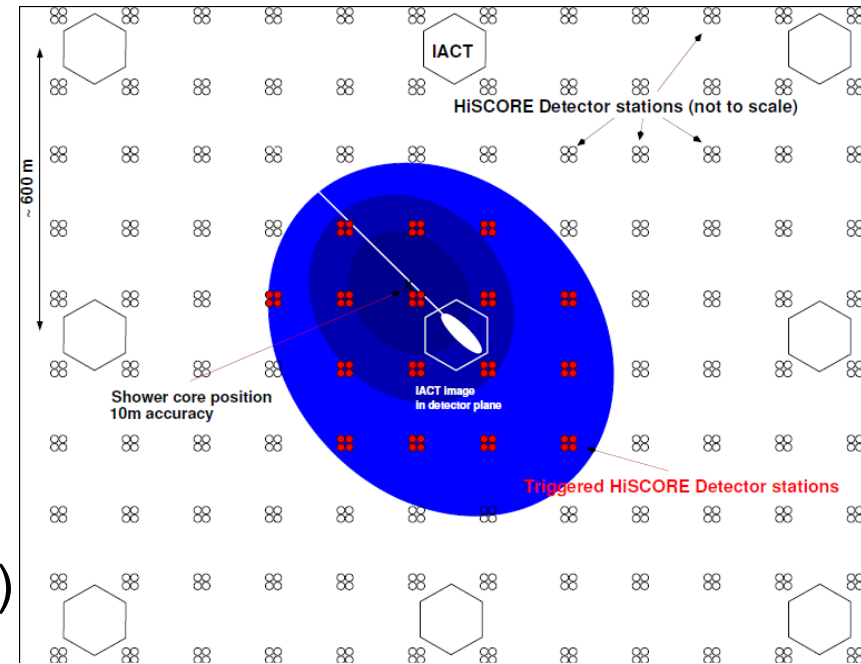 IACT
HiSCORE Detector stations (not to scale)
~ 600 m
Shower core position
10m accuracy
IACT image
in detector plane
Triggered HiSCORE Detector stations
)